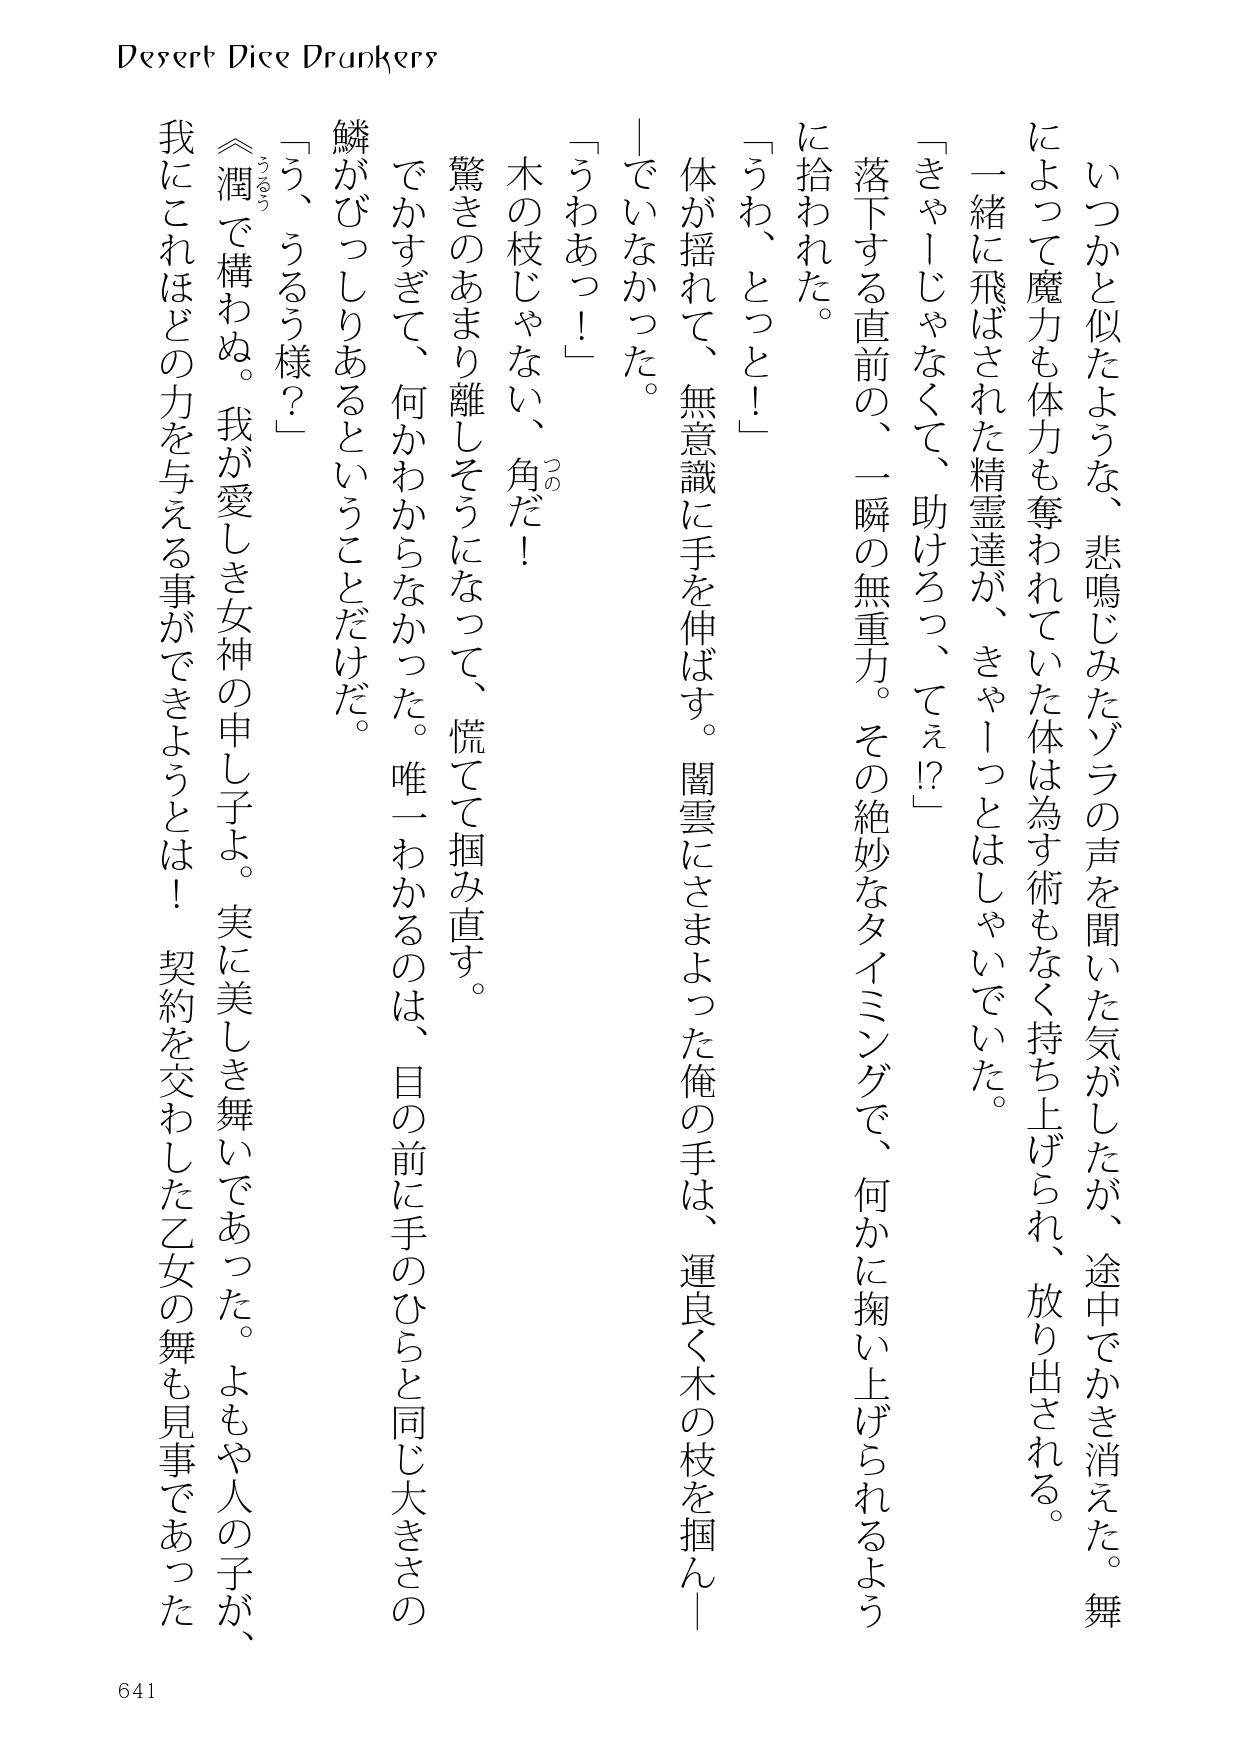 Desert Dice Drunkers
いつかと似たような、悲鳴じみたゾラの声を聞いた気がしたが、途中でかき消えた。舞
によって魔力も体力も奪われていた体は為す術もなく持ち上げられ、放り出される。
一緒に飛ばされた精霊達が、きゃーっとはしゃいでいた。
「きゃーじゃなくて、助けろっ、てぇ!?」
落下する直前の、一瞬の無重力。その絶妙なタイミングで、何かに掬い上げられるよう
に拾われた。
「うわ、とっと！」
体が揺れて、無意識に手を伸ばす。闇雲にさまよった俺の手は、運良く木の枝を掴ん―
―でいなかった。
「うわあっ！」
木の枝じゃない、角だ！
つの
驚きのあまり離しそうになって、慌てて掴み直す。
でかすぎて、何かわからなかった。唯一わかるのは、目の前に手のひらと同じ大きさの
鱗がびっしりあるということだけだ。
「う、うるう様？」
《潤で構わぬ。我が愛しき女神の申し子よ。実に美しき舞いであった。よもや人の子が、
うるう
我にこれほどの力を与える事ができようとは！　契約を交わした乙女の舞も見事であった
641